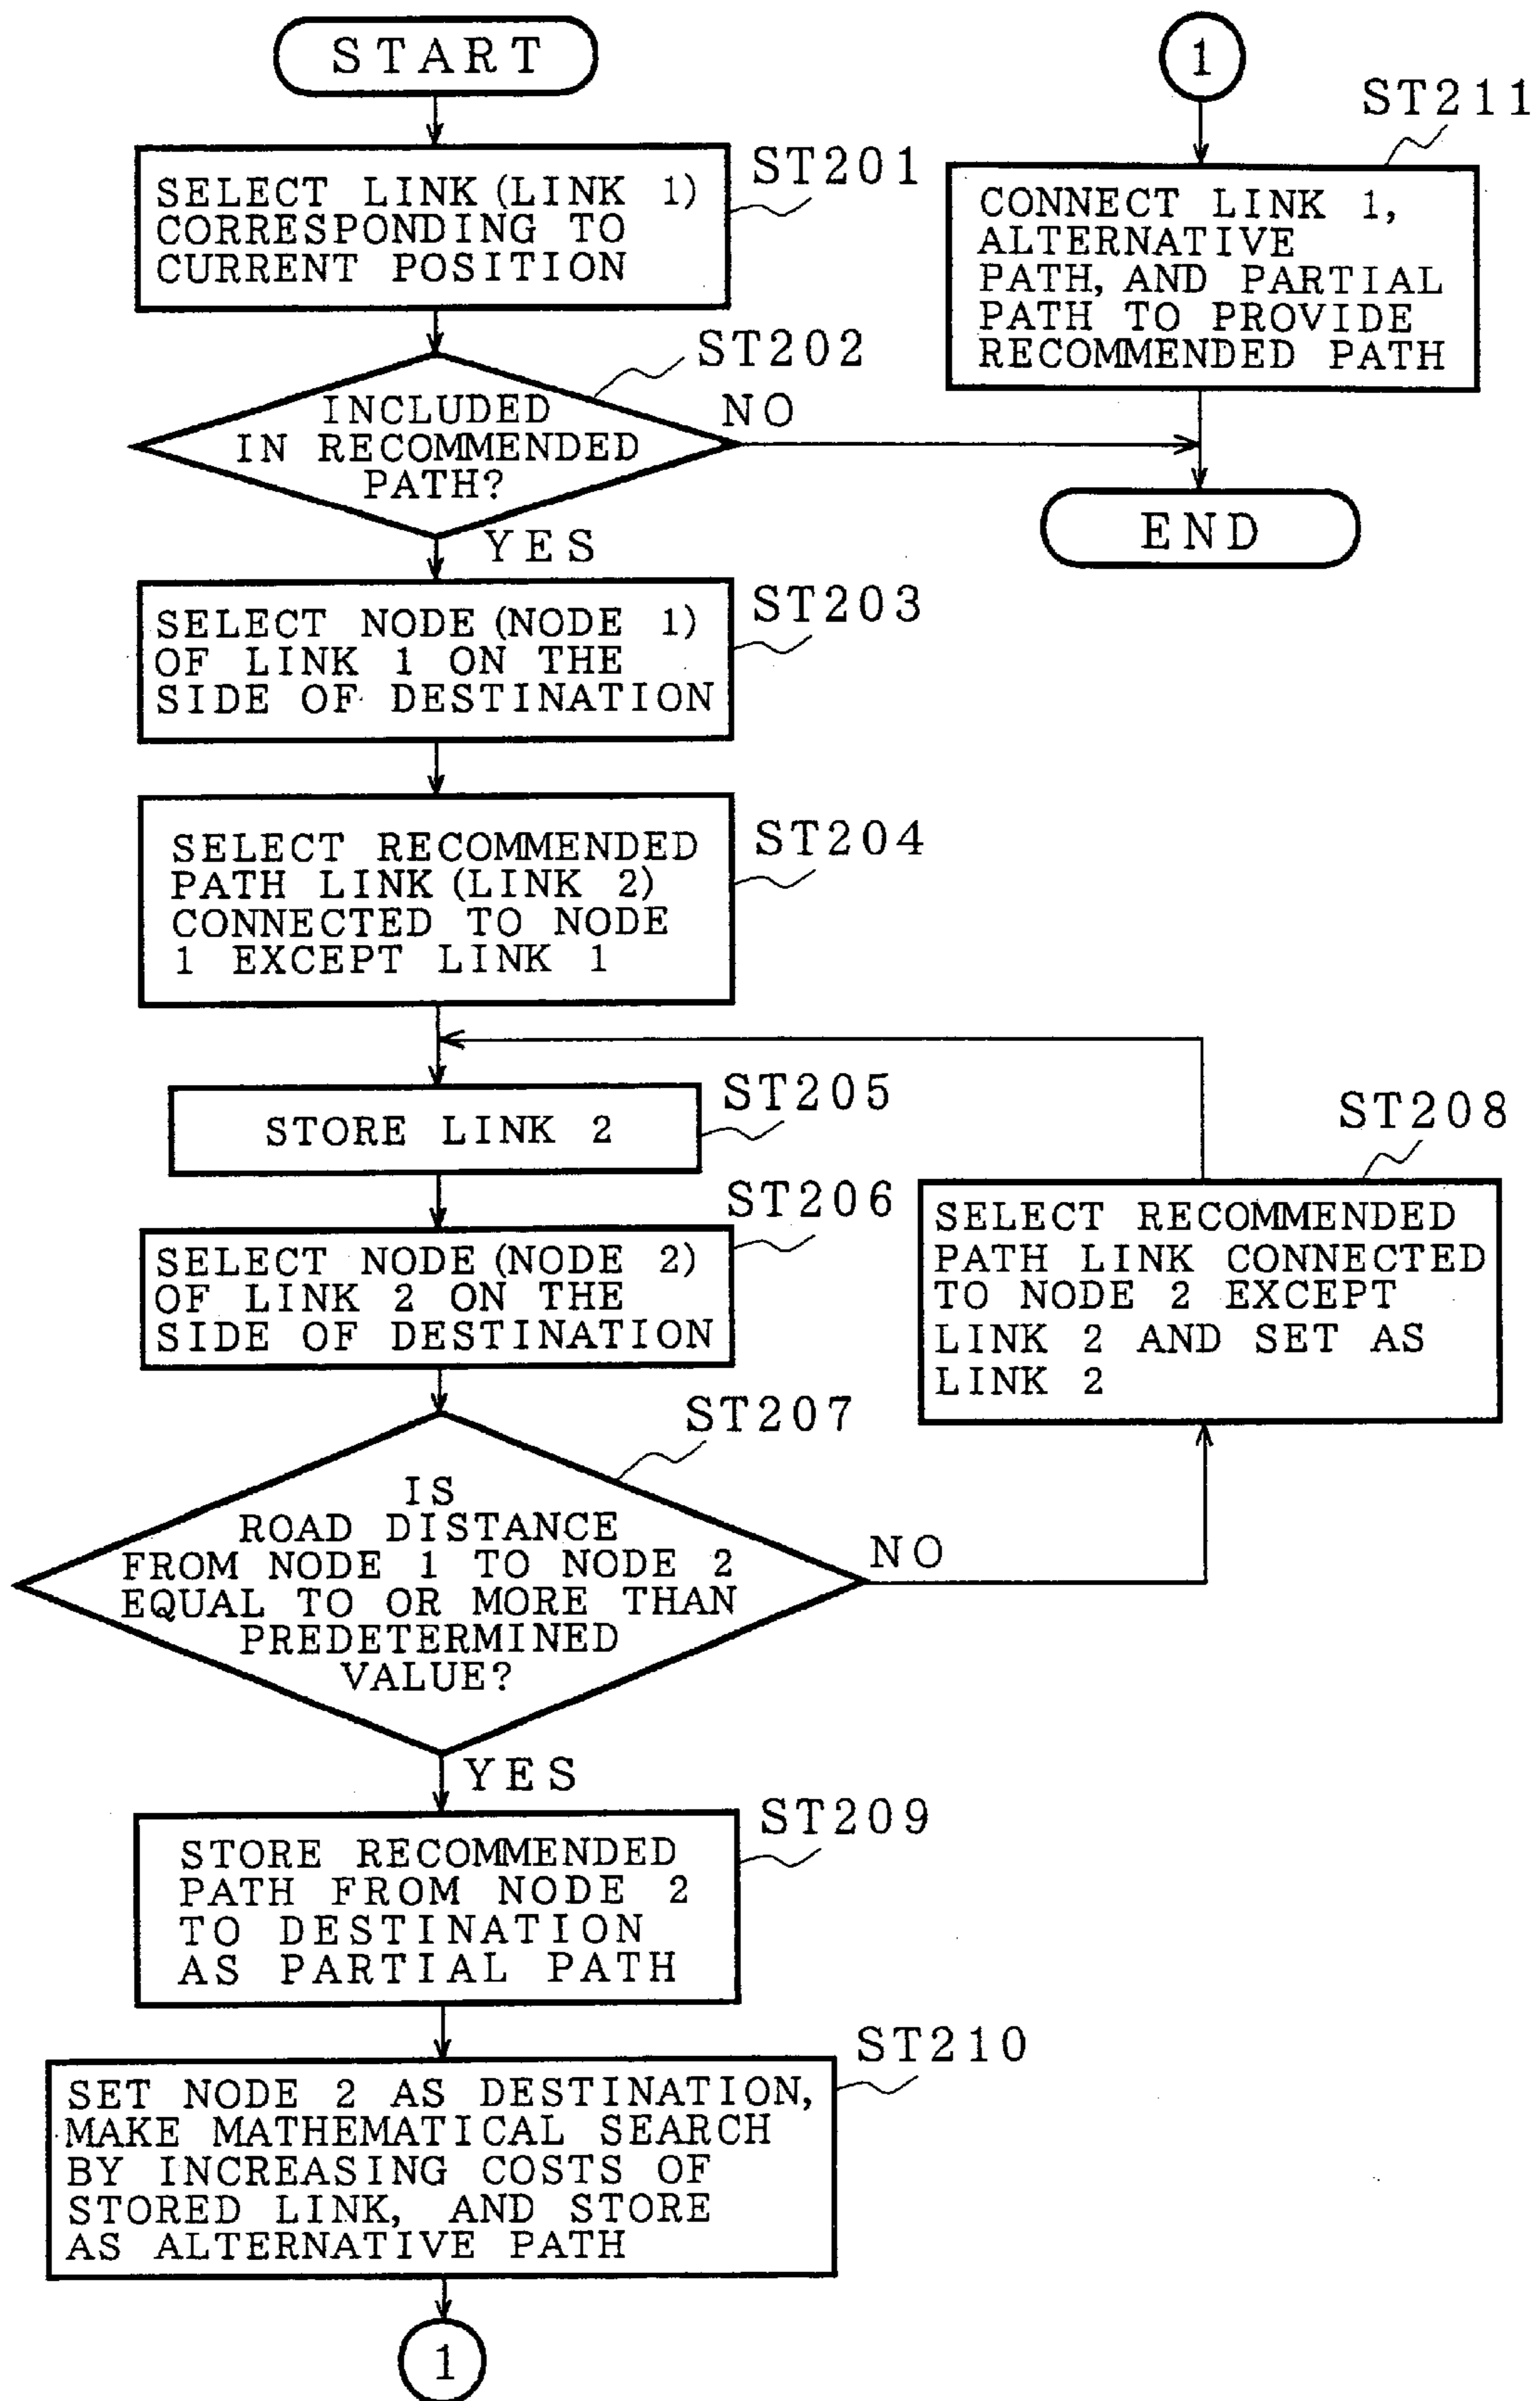 START
ST201
SELECT LINK (LINK 1)
CORRESPONDING TO
CURRENT POSITION
ST202
INCLUDED
IN RECOMMENDED
PATH?
NO
YES
ST203
SELECT NODE (NODE 1)
OF LINK 1 ON THE
SIDE OF DESTINATION
ST204
SELECT RECOMMENDED
PATH LINK (LINK 2)
CONNECTED TO NODE
1 EXCEPT LINK 1
ST205
STORE LINK 2
ST206
SELECT NODE (NODE 2)
OF LINK 2 ON THE
SIDE OF DESTINATION
ST207
IS
ROAD DISTANCE
FROM NODE 1 TO NODE 2
EQUAL TO OR MORE THAN
PREDETERMINED
VALUE?
NO
YES
ST208
SELECT RECOMMENDED
PATH LINK CONNECTED
TO NODE 2 EXCEPT
LINK 2 AND SET AS
LINK 2
ST209
STORE RECOMMENDED
PATH FROM NODE 2
TO DESTINATION
AS PARTIAL PATH
ST210
SET NODE 2 AS DESTINATION,
MAKE MATHEMATICAL SEARCH
BY INCREASING COSTS OF
STORED LINK, AND STORE
AS ALTERNATIVE PATH
1
1
ST211
CONNECT LINK 1,
ALTERNATIVE
PATH, AND PARTIAL
PATH TO PROVIDE
RECOMMENDED PATH
END